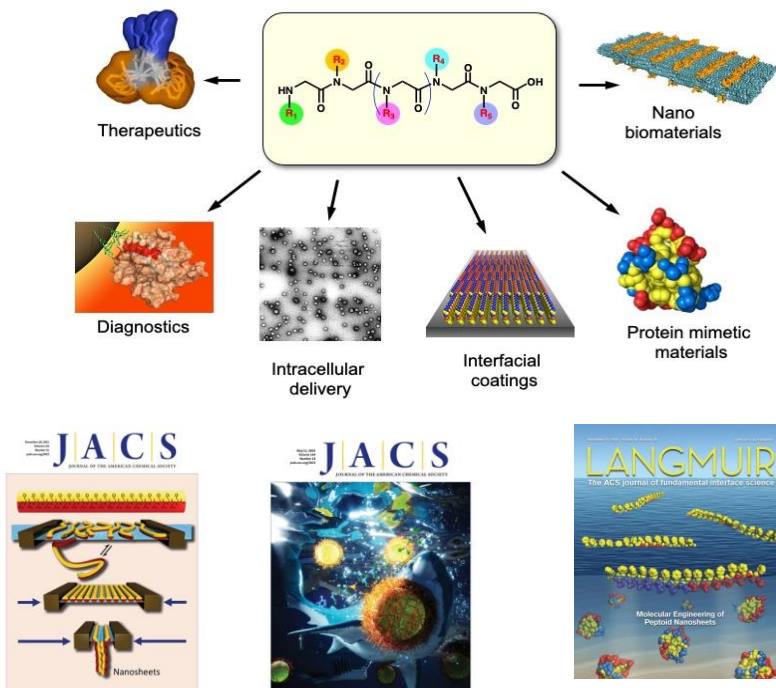 R₂
R₄
HN
N
O
N
O
N
O
N
O
OH
R₁
R₃
R₅
Therapeutics
Nano
biomaterials
Diagnostics
Intracellular
delivery
Interfacial
coatings
Protein mimetic
materials
J|A|C|S
JOURNAL OF THE AMERICAN CHEMICAL SOCIETY
Nanosheets
J|A|C|S
JOURNAL OF THE AMERICAN CHEMICAL SOCIETY
LANGMUIR
The ACS journal of fundamental interface science
Molecular Engineering of
Peptoid Nanosheets